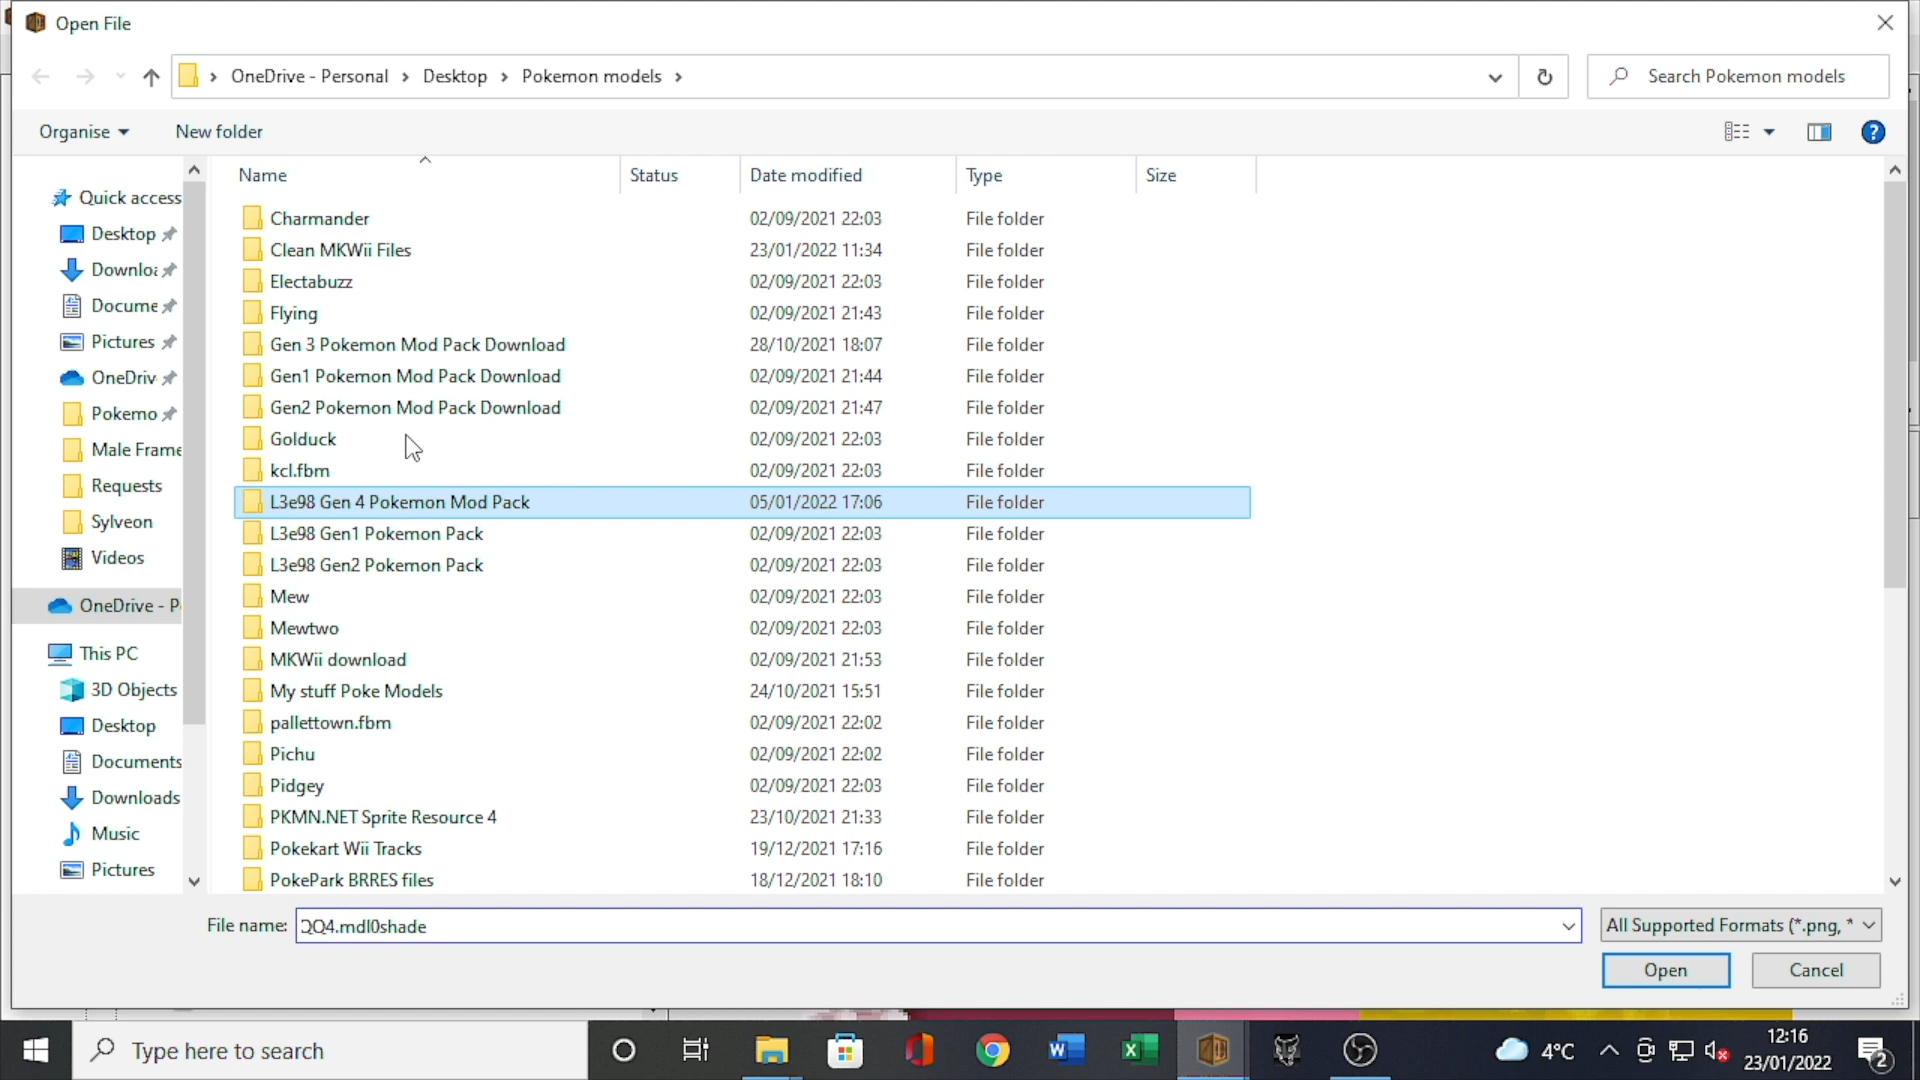 Open File
OneDrive - Personal > Desktop > Pokemon models >
Search Pokemon models
Organise
New folder
Name Status Date modified Type Size
Quick access
Desktop
Downloa
Docume
Pictures
OneDriv
Pokemo
Male Frame
Requests
Sylveon
Videos
OneDrive - P
This PC
3D Objects
Desktop
Documents
Downloads
Music
Pictures
Charmander 02/09/2021 22:03 File folder
Clean MKWii Files 23/01/2022 11:34 File folder
Electabuzz 02/09/2021 22:03 File folder
Flying 02/09/2021 21:43 File folder
Gen 3 Pokemon Mod Pack Download 28/10/2021 18:07 File folder
Gen1 Pokemon Mod Pack Download 02/09/2021 21:44 File folder
Gen2 Pokemon Mod Pack Download 02/09/2021 21:47 File folder
Golduck 02/09/2021 22:03 File folder
kcl.fbm 02/09/2021 22:03 File folder
L3e98 Gen 4 Pokemon Mod Pack 05/01/2022 17:06 File folder
L3e98 Gen1 Pokemon Pack 02/09/2021 22:03 File folder
L3e98 Gen2 Pokemon Pack 02/09/2021 22:03 File folder
Mew 02/09/2021 22:03 File folder
Mewtwo 02/09/2021 22:03 File folder
MKWii download 02/09/2021 21:53 File folder
My stuff Poke Models 24/10/2021 15:51 File folder
pallettown.fbm 02/09/2021 22:02 File folder
Pichu 02/09/2021 22:02 File folder
Pidgey 02/09/2021 22:03 File folder
PKMN.NET Sprite Resource 4 23/10/2021 21:33 File folder
Pokekart Wii Tracks 19/12/2021 17:16 File folder
PokePark BRRES files 18/12/2021 18:10 File folder
File name: QQ4.mdl0shade
All Supported Formats (*.png, *
Open
Cancel
Type here to search
4°C
12:16
23/01/2022
2